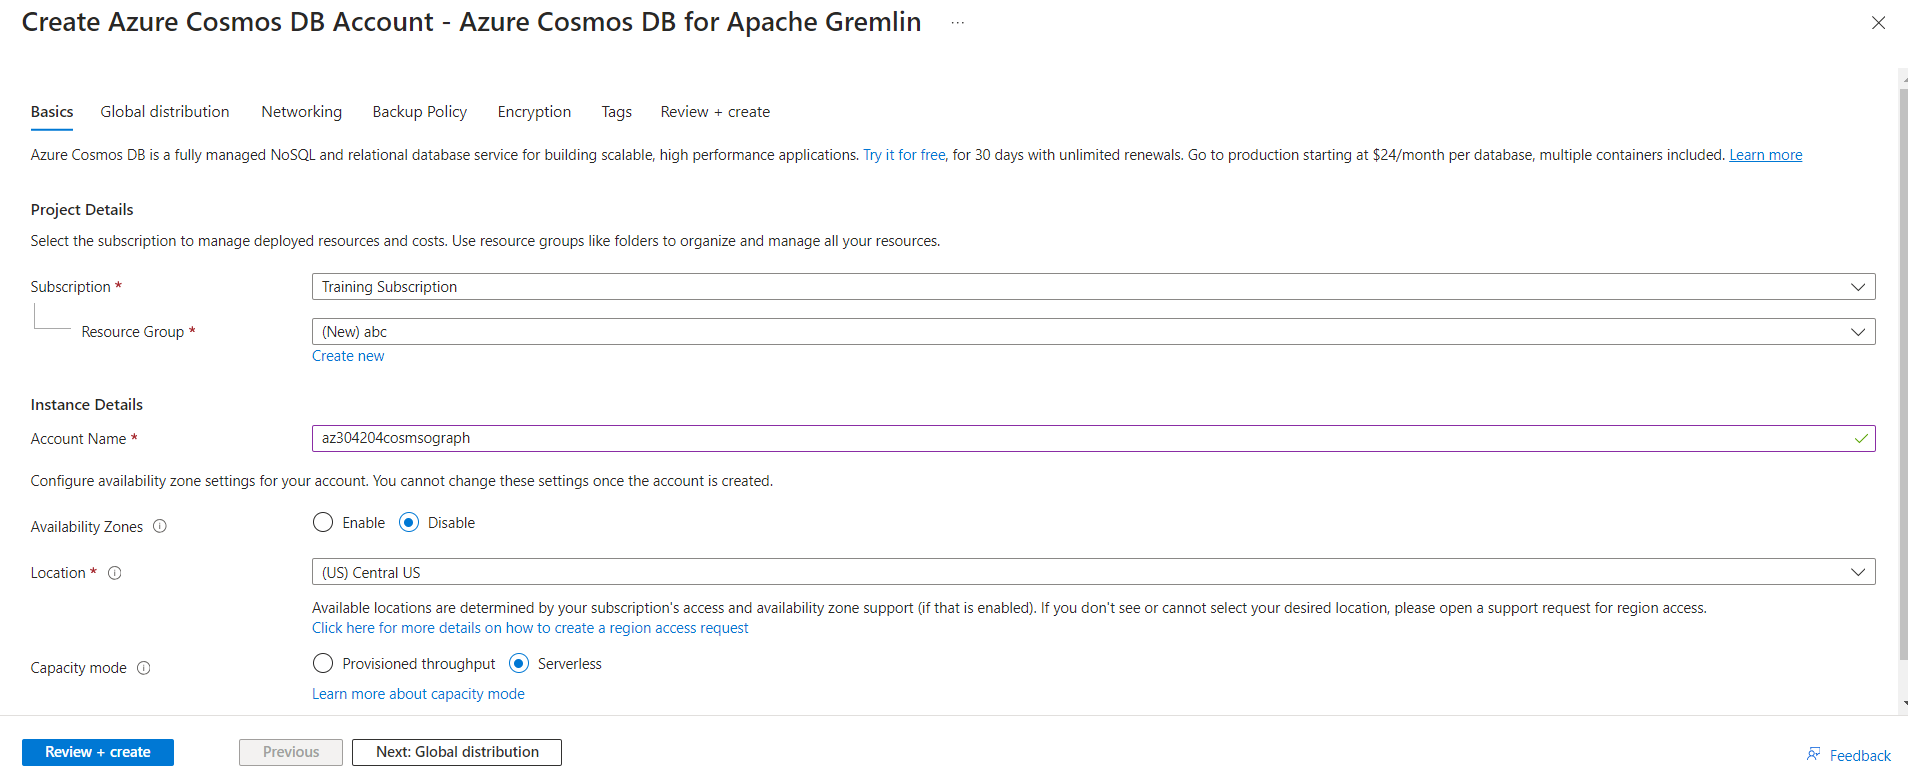 Create Azure Cosmos DB Account - Azure Cosmos DB for Apache Gremlin ...
Basics Global distribution Networking Backup Policy Encryption Tags Review + create
Azure Cosmos DB is a fully managed NoSQL and relational database service for building scalable, high performance applications. Try it for free, for 30 days with unlimited renewals. Go to production starting at $24/month per database, multiple containers included. Learn more
Project Details
Select the subscription to manage deployed resources and costs. Use resource groups like folders to organize and manage all your resources.
Subscription * Training Subscription
Resource Group * (New) abc
Create new
Instance Details
Account Name * az304204cosmsograph
Configure availability zone settings for your account. You cannot change these settings once the account is created.
Availability Zones Enable Disable
Location * (US) Central US
Available locations are determined by your subscription's access and availability zone support (if that is enabled). If you don't see or cannot select your desired location, please open a support request for region access.
Click here for more details on how to create a region access request
Capacity mode Provisioned throughput Serverless
Learn more about capacity mode
Review + create Previous Next: Global distribution Feedback